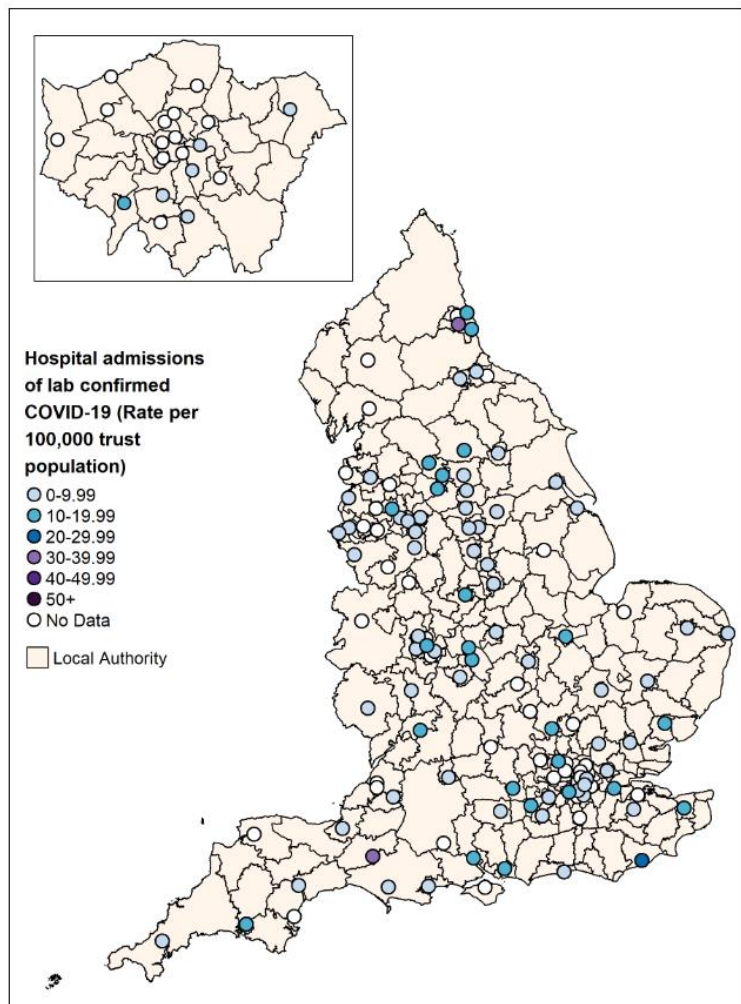 Hospital admissions
of lab confirmed
COVID-19 (Rate per
100,000 trust
population)
0-9.99
10-19.99
20-29.99
30-39.99
40-49.99
50+
No Data
Local Authority